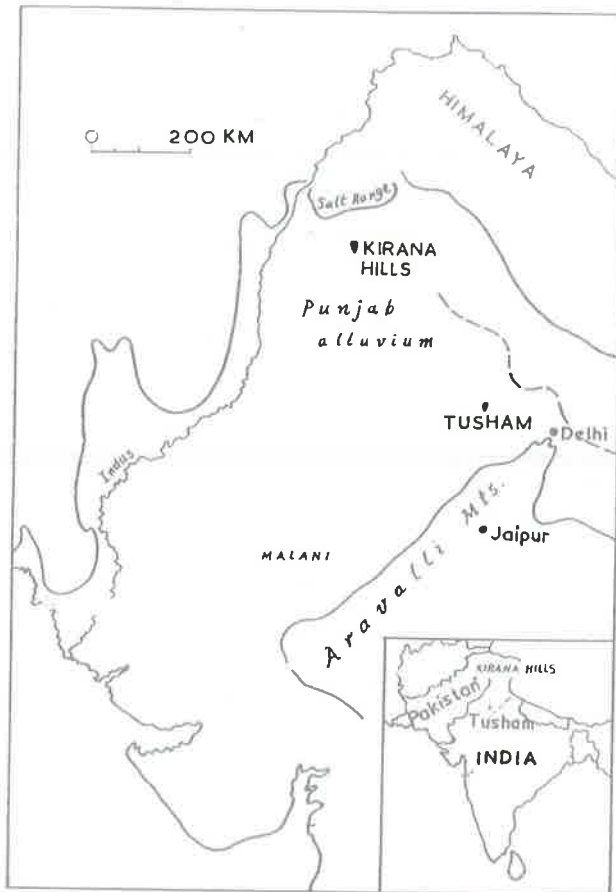 HIMALAYA
0 200 KM
Salt Range
KIRANA
HILLS
Punjab
alluvium
TUSHAM
Delhi
Indus
Aravalli Mts.
Jaipur
MALANI
KIRANA HILLS
Pakistan
Tusham
INDIA